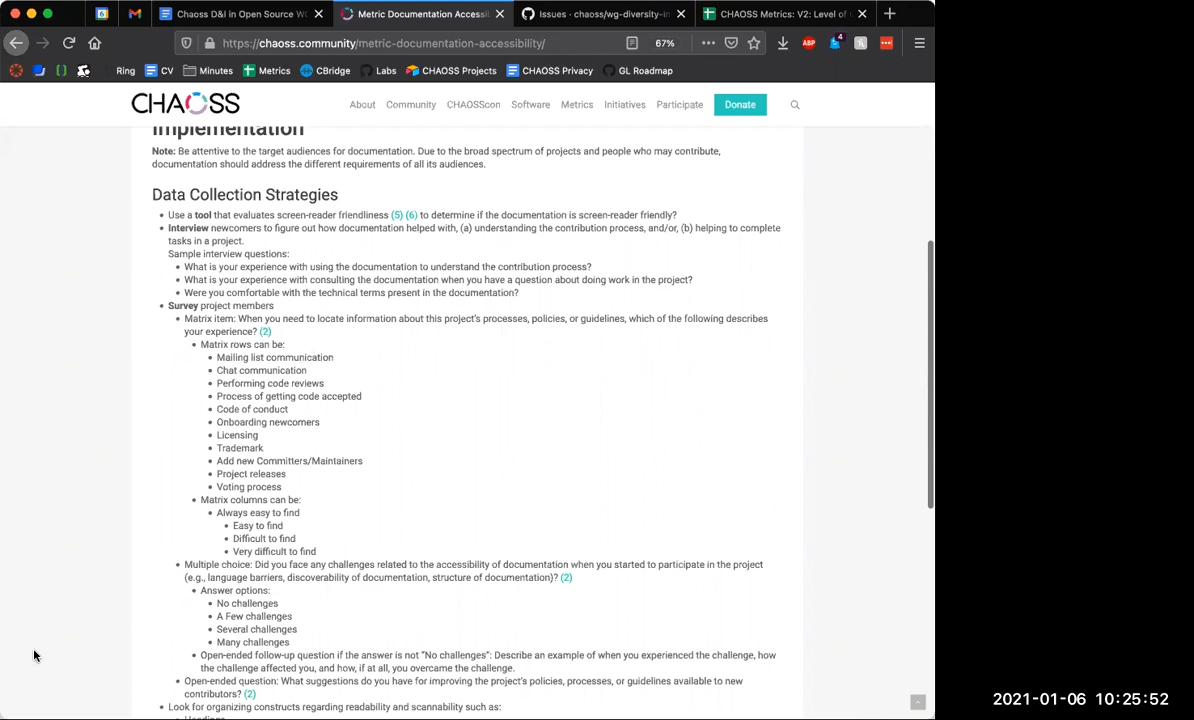 Chaoss D&I in Open Source W
Metric Documentation Accessi
Issues · chaoss/wg-diversity-in
CHAOSS Metrics: V2: Level of
https://chaoss.community/metric-documentation-accessibility/
67%
ABP
4
Ring
CV
Minutes
Metrics
CBridge
Labs
CHAOSS Projects
CHAOSS Privacy
GL Roadmap
CHAOSS
About
Community
CHAOSScon
Software
Metrics
Initiatives
Participate
Donate
Implementation
Note: Be attentive to the target audiences for documentation. Due to the broad spectrum of projects and people who may contribute,
documentation should address the different requirements of all its audiences.
Data Collection Strategies
• Use a tool that evaluates screen-reader friendliness (5) (6) to determine if the documentation is screen-reader friendly?
• Interview newcomers to figure out how documentation helped with, (a) understanding the contribution process, and/or, (b) helping to complete
tasks in a project.
Sample interview questions:
• What is your experience with using the documentation to understand the contribution process?
• What is your experience with consulting the documentation when you have a question about doing work in the project?
• Were you comfortable with the technical terms present in the documentation?
• Survey project members
• Matrix item: When you need to locate information about this project's processes, policies, or guidelines, which of the following describes
your experience? (2)
• Matrix rows can be:
• Mailing list communication
• Chat communication
• Performing code reviews
• Process of getting code accepted
• Code of conduct
• Onboarding newcomers
• Licensing
• Trademark
• Add new Committers/Maintainers
• Project releases
• Voting process
• Matrix columns can be:
• Always easy to find
• Easy to find
• Difficult to find
• Very difficult to find
• Multiple choice: Did you face any challenges related to the accessibility of documentation when you started to participate in the project
(e.g., language barriers, discoverability of documentation, structure of documentation)? (2)
• Answer options:
• No challenges
• A Few challenges
• Several challenges
• Many challenges
• Open-ended follow-up question if the answer is not "No challenges": Describe an example of when you experienced the challenge, how
the challenge affected you, and how, if at all, you overcame the challenge.
• Open-ended question: What suggestions do you have for improving the project's policies, processes, or guidelines available to new
contributors? (2)
• Look for organizing constructs regarding readability and scannability such as:
• Headings
2021-01-06 10:25:52